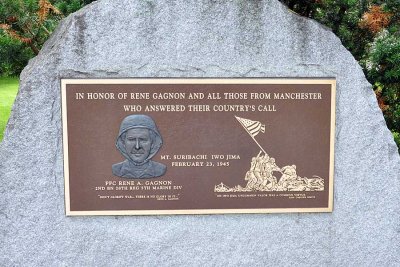 IN HONOR OF RENE GAGNON AND ALL THOSE FROM MANCHESTER
WHO ANSWERED THEIR COUNTRY'S CALL
MT. SURIBACHI IWO JIMA
FEBRUARY 23, 1945
PFC RENE A. GAGNON
2ND BN 28TH REG 5TH MARINE DIV